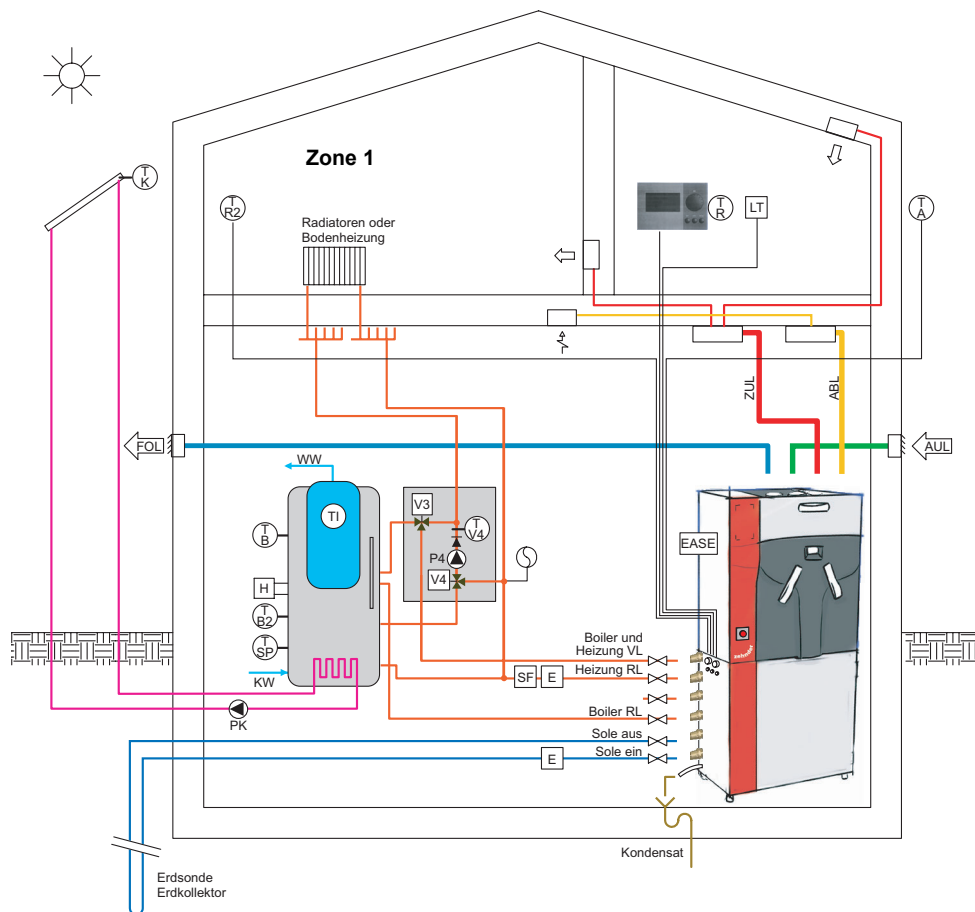 Zone 1
T
K
T
R2
T
R
LT
T
A
Radiatoren oder
Bodenheizung
ZUL
ABL
FOL
AUL
WW
TI
V3
T
V4
P4
V4
EASE
T
B
H
T
B2
SP
KW
PK
Boiler und
Heizung VL
SF
E
Heizung RL
Boiler RL
Sole aus
E
Sole ein
Kondensat
Erdsonde
Erdkollektor